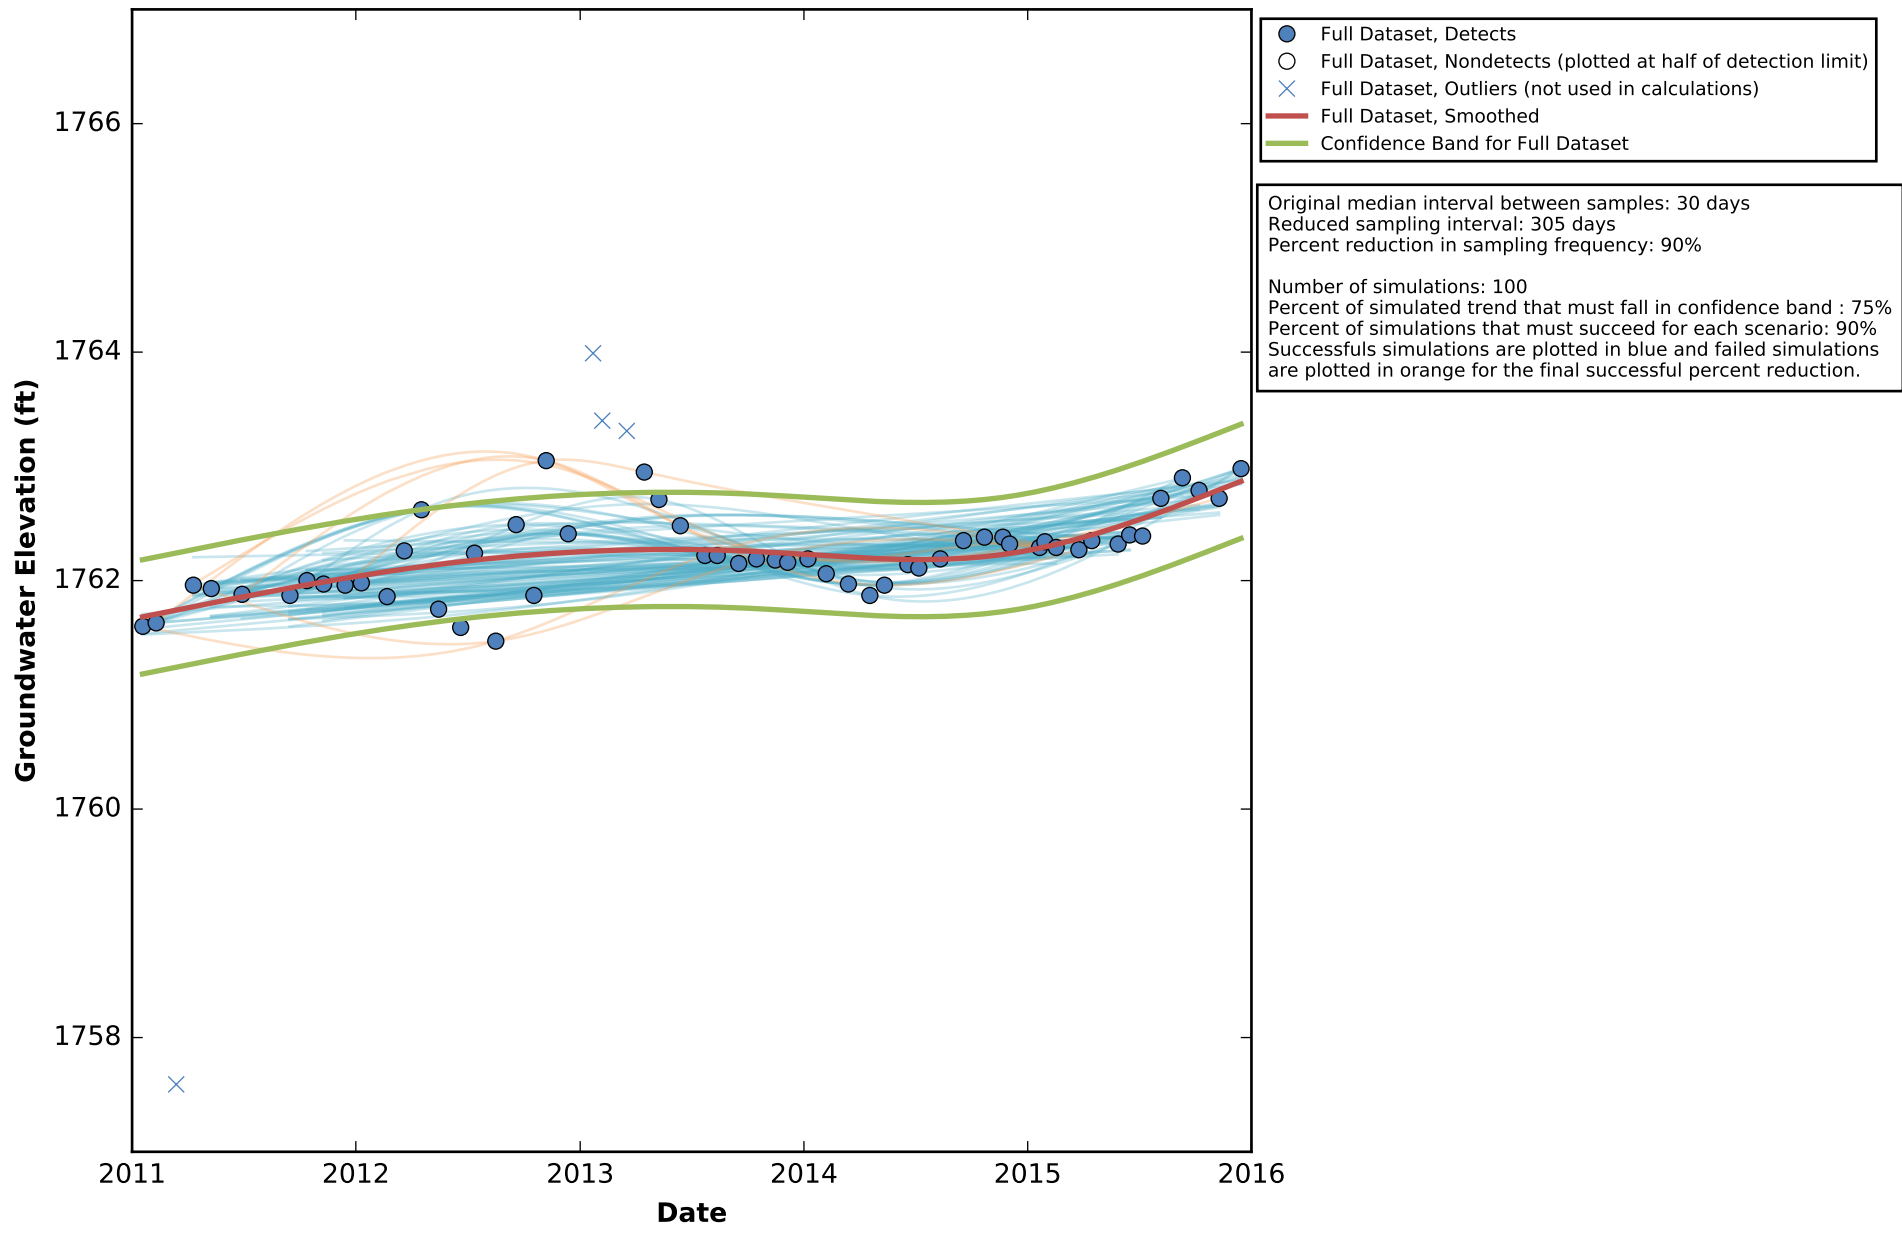 Full Dataset, Detects
Full Dataset, Nondetects (plotted at half of detection limit)
Full Dataset, Outliers (not used in calculations)
Full Dataset, Smoothed
Confidence Band for Full Dataset
Original median interval between samples: 30 days
Reduced sampling interval: 305 days
Percent reduction in sampling frequency: 90%
Number of simulations: 100
Percent of simulated trend that must fall in confidence band : 75%
Percent of simulations that must succeed for each scenario: 90%
Successfuls simulations are plotted in blue and failed simulations
are plotted in orange for the final successful percent reduction.
Groundwater Elevation (ft)
1766
1764
1762
1760
1758
2011 2012 2013 2014 2015 2016
Date